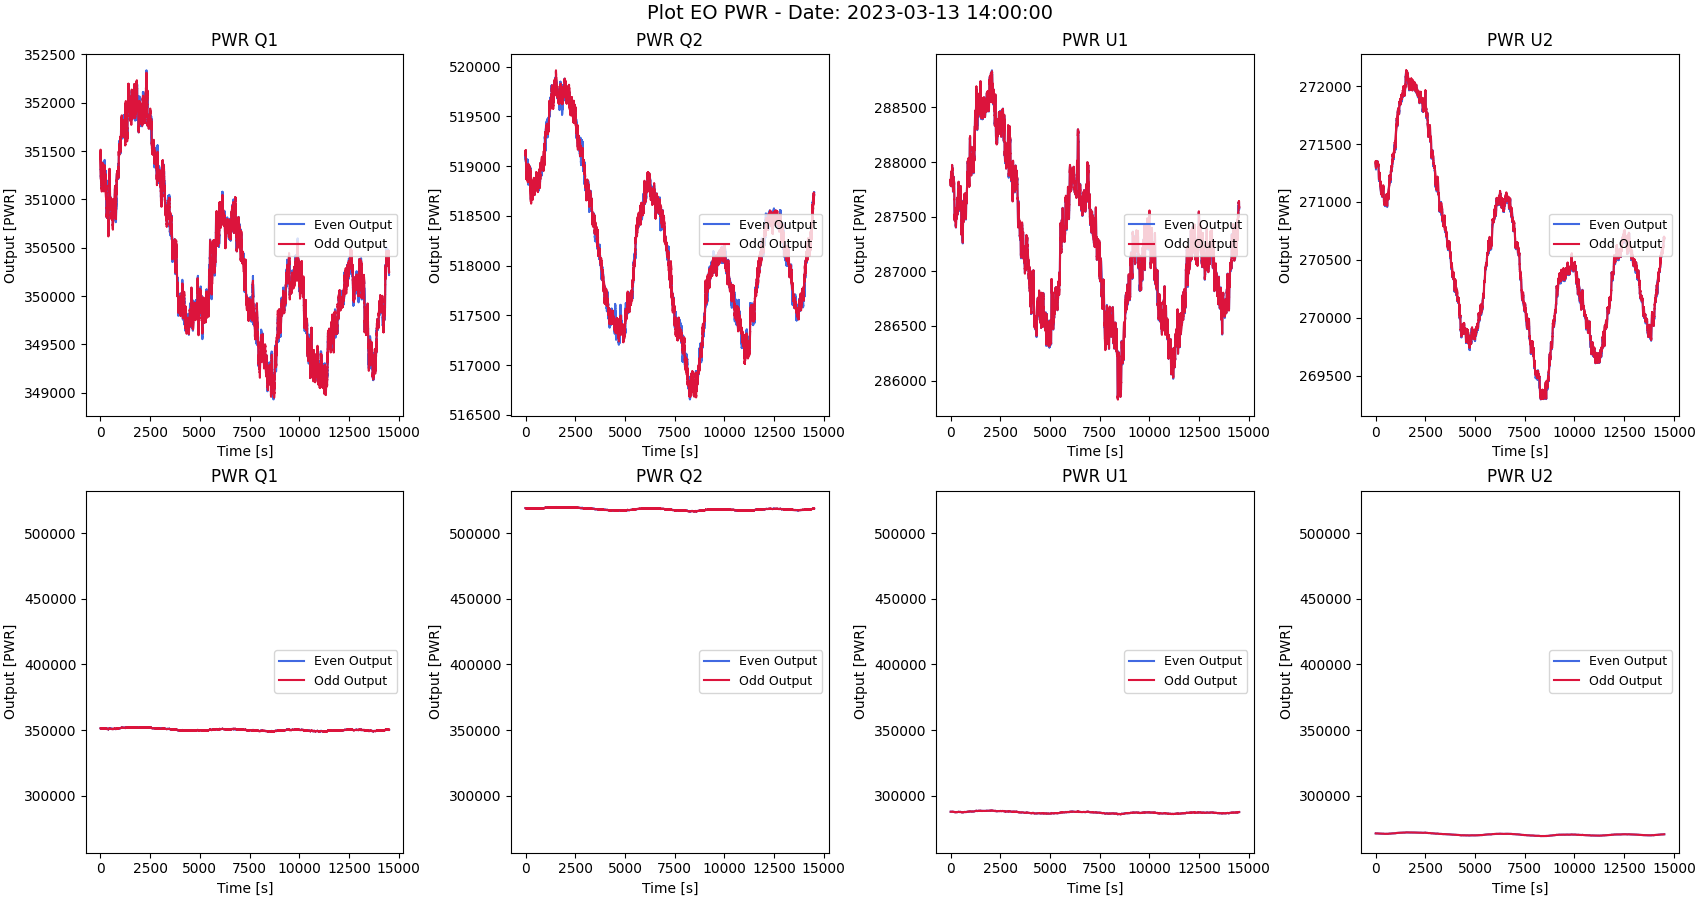 Plot EO PWR - Date: 2023-03-13 14:00:00
PWR Q1
352500
352000
351500
351000
350500
350000
349500
349000
Output [PWR]
0 2500 5000 7500 10000 12500 15000
Time [s]
Even Output
Odd Output
PWR Q2
520000
519500
519000
518500
518000
517500
517000
516500
Output [PWR]
0 2500 5000 7500 10000 12500 15000
Time [s]
Even Output
Odd Output
PWR U1
288500
288000
287500
287000
286500
286000
Output [PWR]
0 2500 5000 7500 10000 12500 15000
Time [s]
Even Output
Odd Output
PWR U2
272000
271500
271000
270500
270000
269500
Output [PWR]
0 2500 5000 7500 10000 12500 15000
Time [s]
Even Output
Odd Output
PWR Q1
500000
450000
400000
350000
300000
Output [PWR]
0 2500 5000 7500 10000 12500 15000
Time [s]
Even Output
Odd Output
PWR Q2
500000
450000
400000
350000
300000
Output [PWR]
0 2500 5000 7500 10000 12500 15000
Time [s]
Even Output
Odd Output
PWR U1
500000
450000
400000
350000
300000
Output [PWR]
0 2500 5000 7500 10000 12500 15000
Time [s]
Even Output
Odd Output
PWR U2
500000
450000
400000
350000
300000
Output [PWR]
0 2500 5000 7500 10000 12500 15000
Time [s]
Even Output
Odd Output